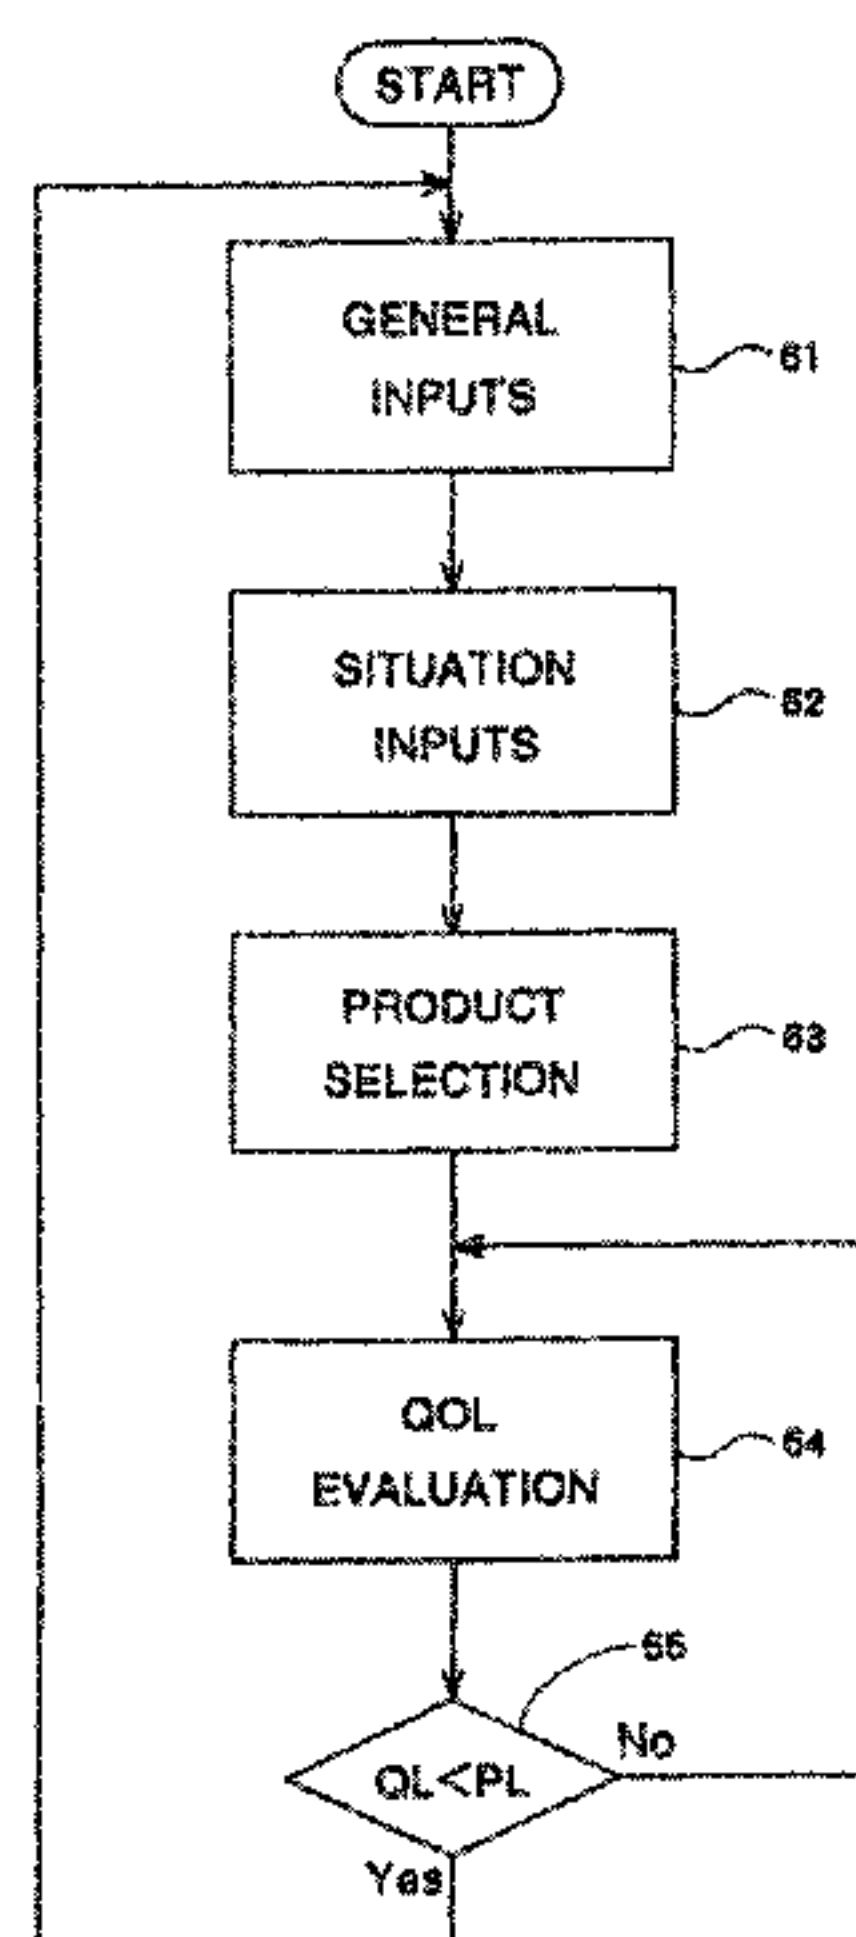 START
GENERAL
INPUTS
61
SITUATION
INPUTS
62
PRODUCT
SELECTION
63
QOL
EVALUATION
64
65
QL<PL
No
Yes